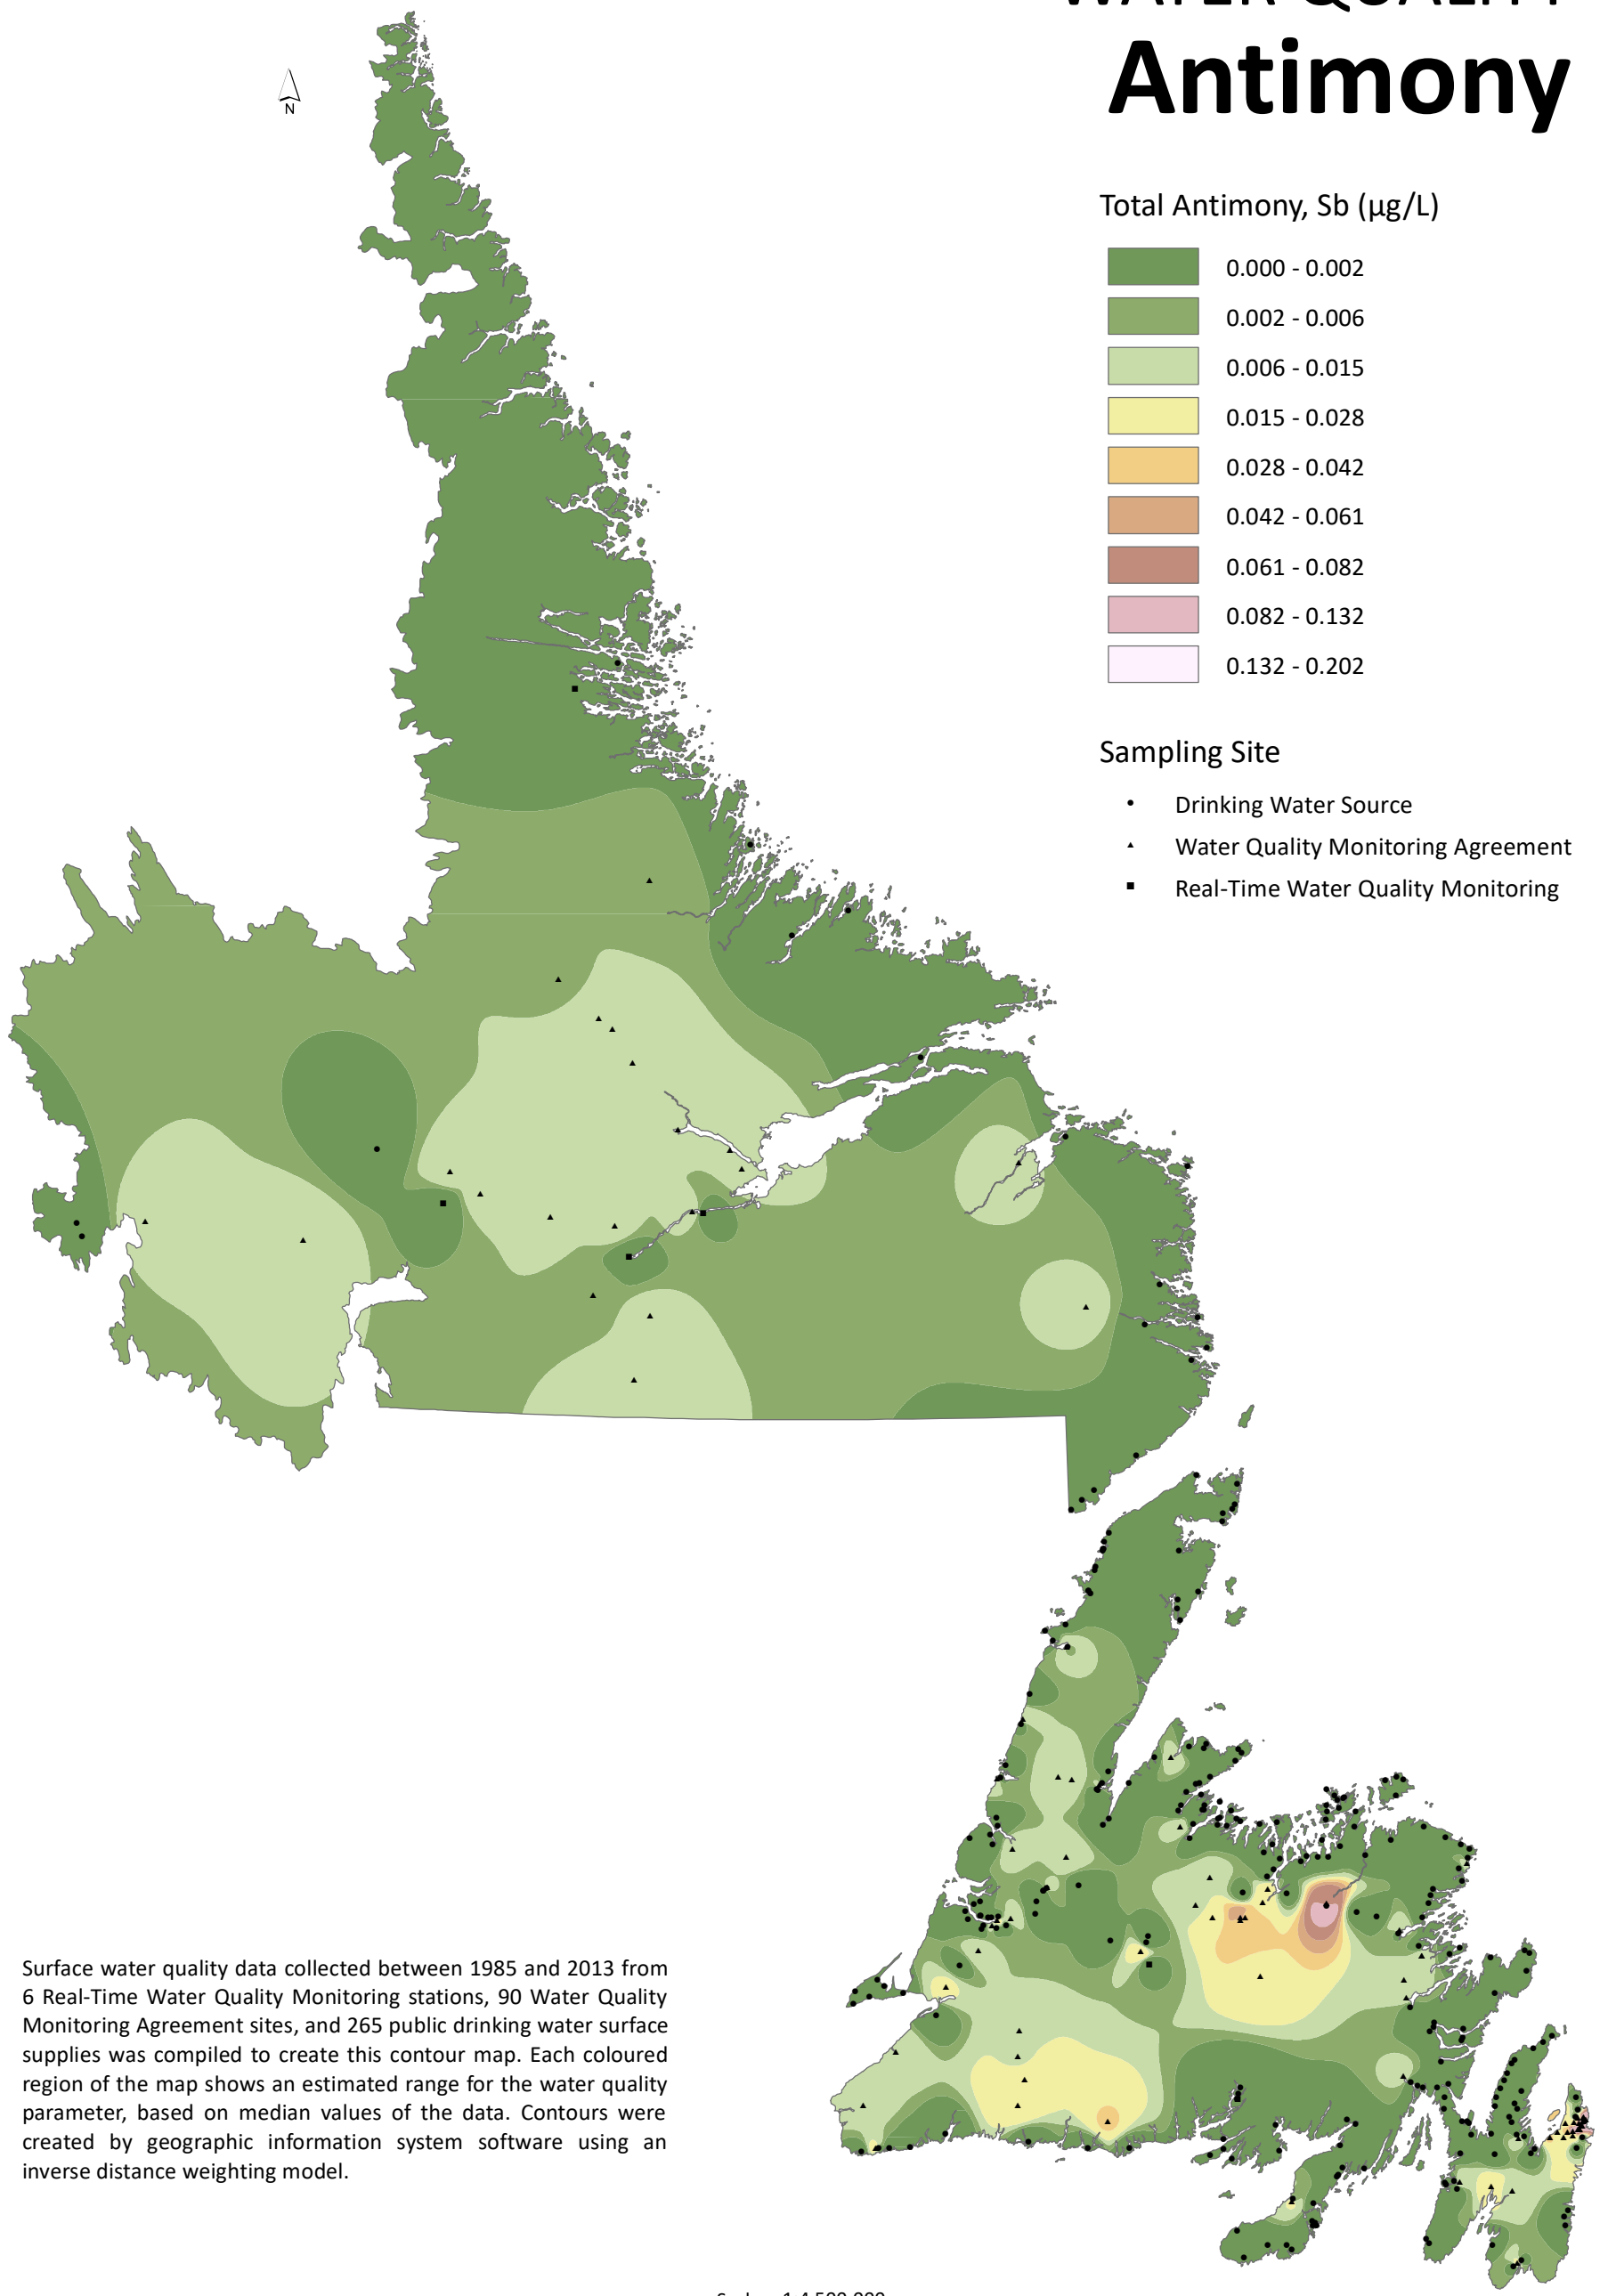 WATER QUALITY
Antimony
N
Total Antimony, Sb (µg/L)
0.000 - 0.002
0.002 - 0.006
0.006 - 0.015
0.015 - 0.028
0.028 - 0.042
0.042 - 0.061
0.061 - 0.082
0.082 - 0.132
0.132 - 0.202
Sampling Site
Drinking Water Source
Water Quality Monitoring Agreement
Real-Time Water Quality Monitoring
Surface water quality data collected between 1985 and 2013 from
6 Real-Time Water Quality Monitoring stations, 90 Water Quality
Monitoring Agreement sites, and 265 public drinking water surface
supplies was compiled to create this contour map. Each coloured
region of the map shows an estimated range for the water quality
parameter, based on median values of the data. Contours were
created by geographic information system software using an
inverse distance weighting model.